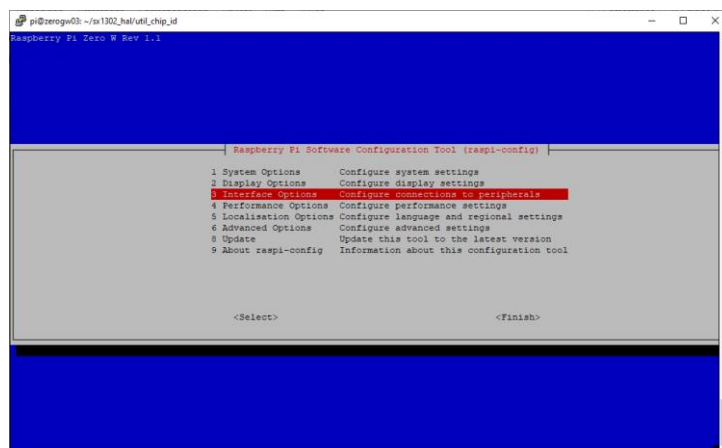 pi@zerogw03: ~/sx1302_hal/util_chip_id
Raspberry Pi Zero W Rev 1.1
Raspberry Pi Software Configuration Tool (raspi-config)
1 System Options Configure system settings
2 Display Options Configure display settings
3 Interface Options Configure connections to peripherals
4 Performance Options Configure performance settings
5 Localisation Options Configure language and regional settings
6 Advanced Options Configure advanced settings
8 Update Update this tool to the latest version
9 About raspi-config Information about this configuration tool
<Select> <Finish>